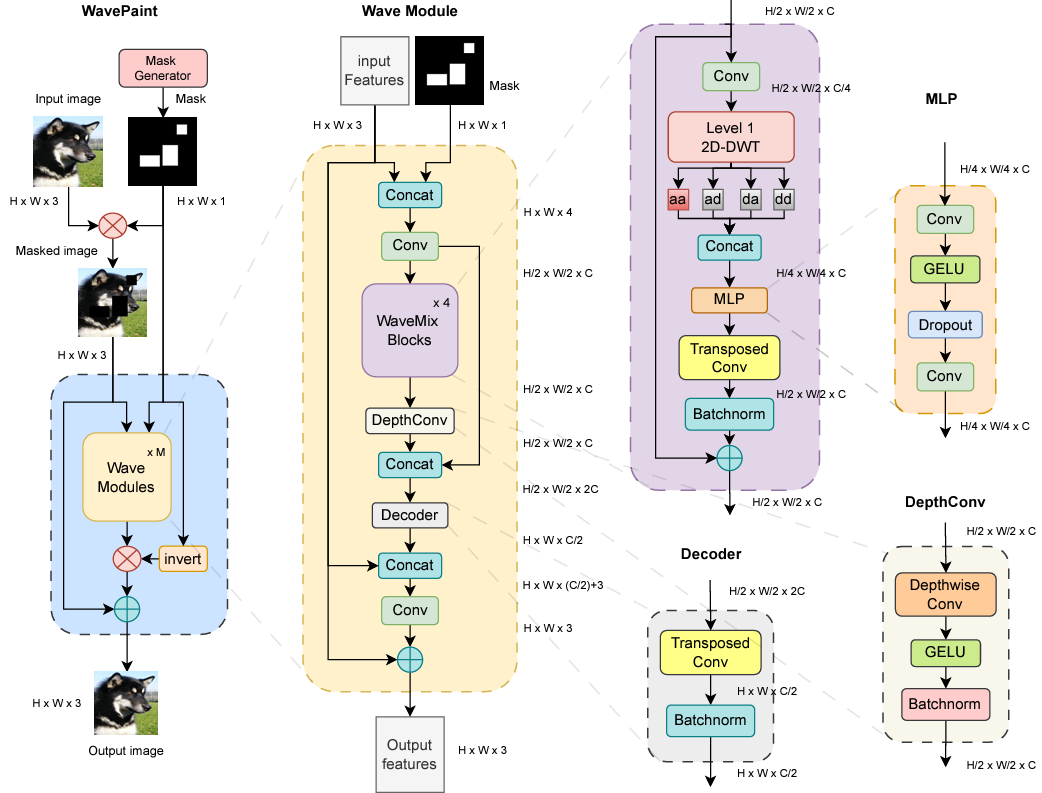 WavePaint
Mask
Generator
Input image
Mask
H x W x 3
H x W x 1
Masked image
H x W x 3
x M
Wave
Modules
invert
H x W x 3
Output image
Wave Module
input
Features
Mask
H x W x 3
H x W x 1
Concat
H x W x 4
Conv
H/2 x W/2 x C
x 4
WaveMix
Blocks
H/2 x W/2 x C
DepthConv
H/2 x W/2 x C
Concat
H/2 x W/2 x 2C
Decoder
H x W x C/2
Concat
H x W x (C/2)+3
Conv
H x W x 3
Output
features
H x W x 3
H/2 x W/2 x C
Conv
H/2 x W/2 x C/4
Level 1
2D-DWT
aa
ad
da
dd
Concat
H/4 x W/4 x C
MLP
Transposed
Conv
H/2 x W/2 x C
Batchnorm
H/2 x W/2 x C
Decoder
H/2 x W/2 x 2C
Transposed
Conv
H x W x C/2
Batchnorm
H x W x C/2
MLP
H/4 x W/4 x C
Conv
GELU
Dropout
Conv
H/4 x W/4 x C
DepthConv
H/2 x W/2 x C
Depthwise
Conv
GELU
Batchnorm
H/2 x W/2 x C